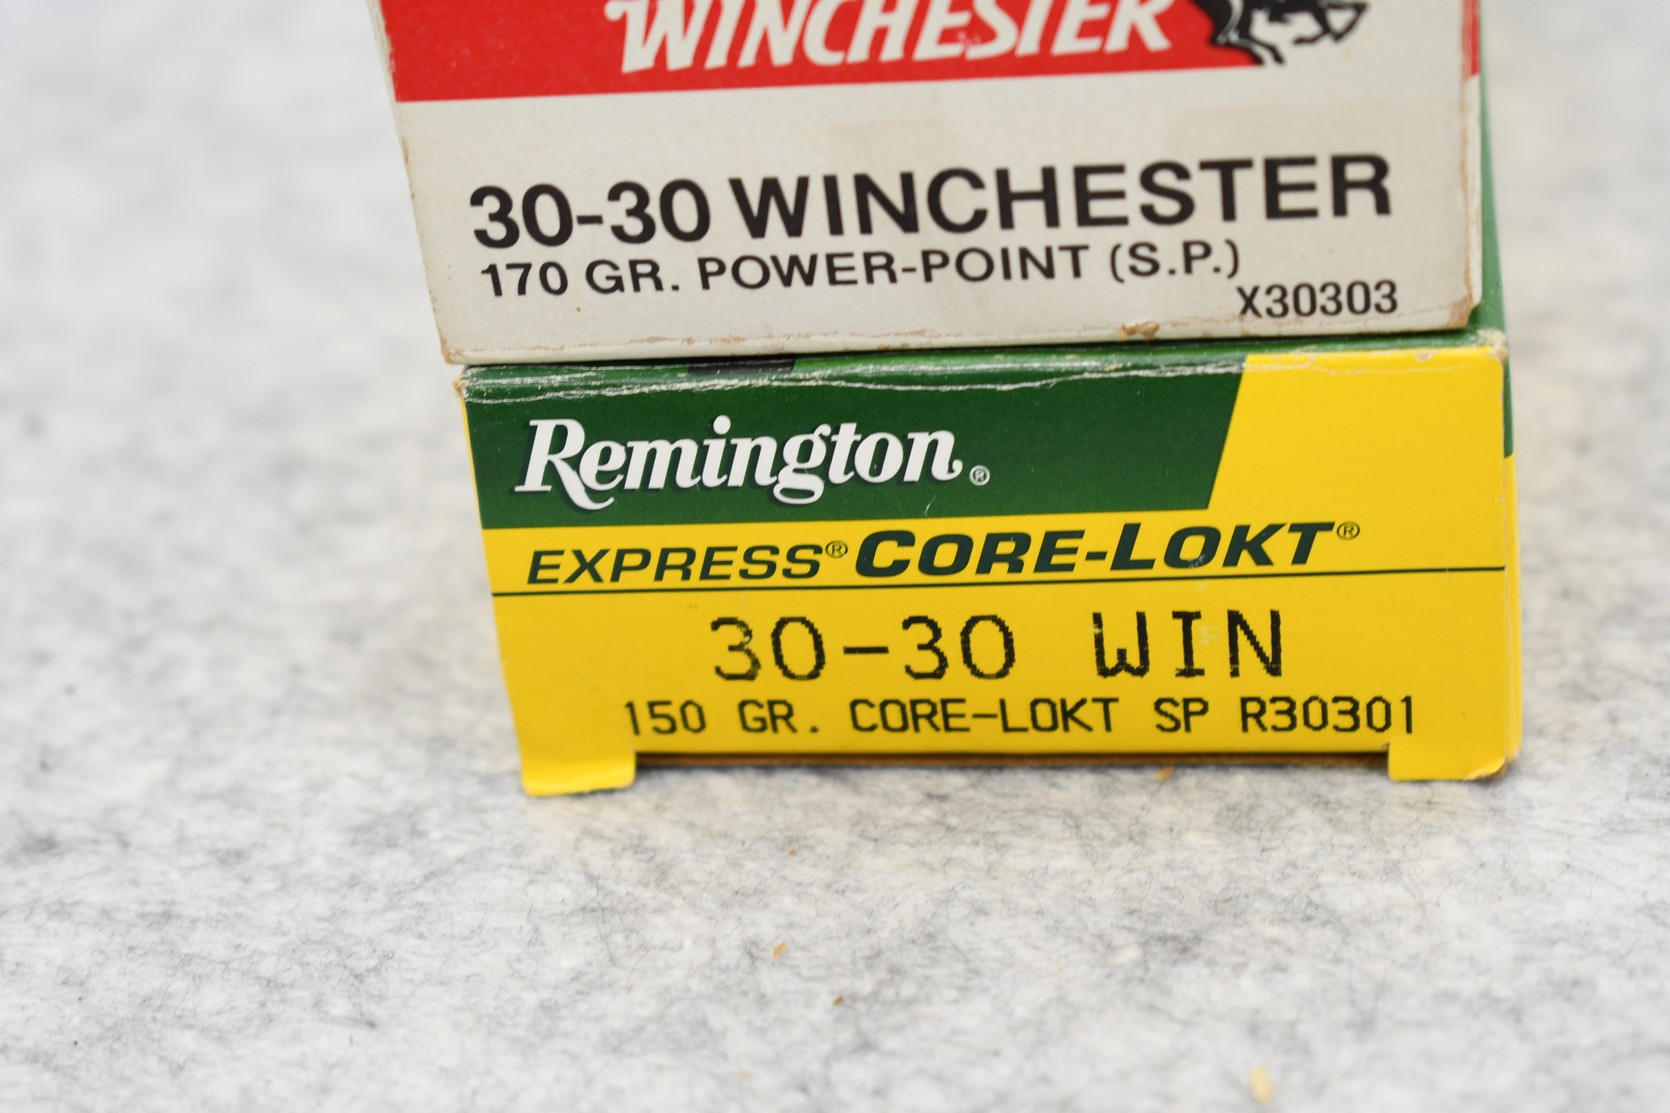 WINCHESTER
30-30 WINCHESTER
170 GR. POWER-POINT (S.P.)
X30303
Remington®
EXPRESS® CORE-LOKT®
30-30 WIN
150 GR. CORE-LOKT SP R30301